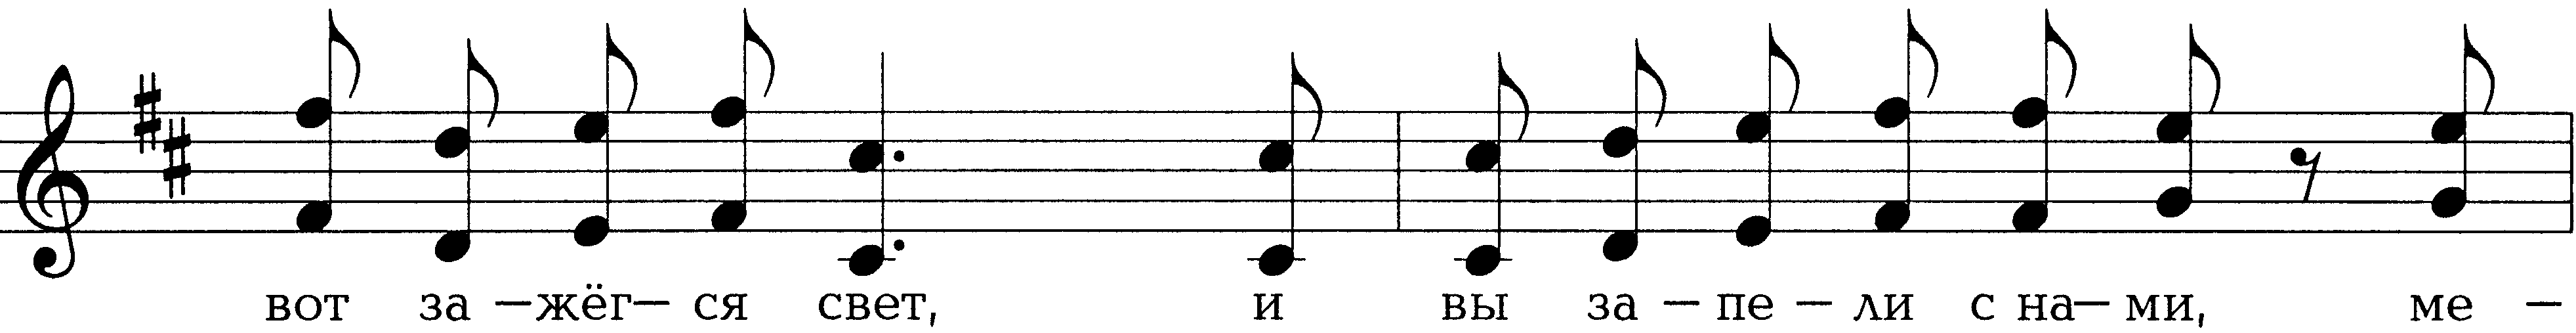 вот за — жёг — ся свет, и вы за — пе — ли с на — ми, ме —